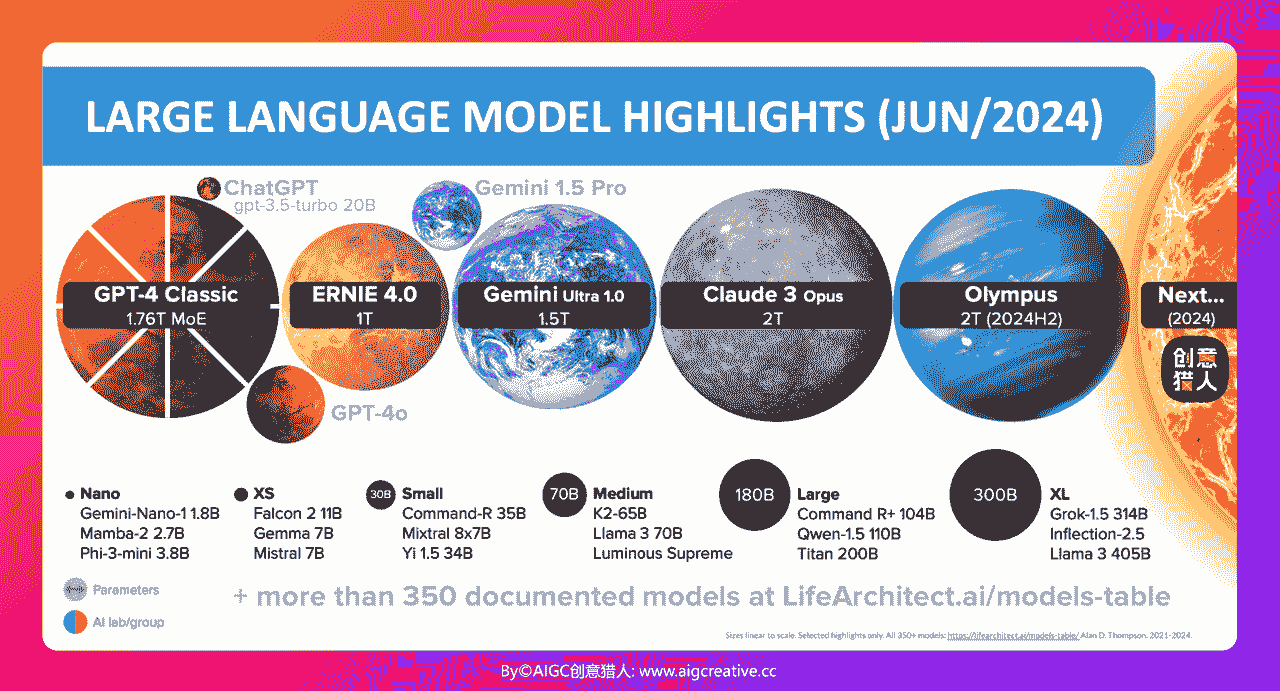 LARGE LANGUAGE MODEL HIGHLIGHTS (JUN/2024)
ChatGPT
gpt-3.5-turbo 20B
Gemini 1.5 Pro
GPT-4 Classic
1.76T MoE
ERNIE 4.0
1T
Gemini Ultra 1.0
1.5T
Claude 3 Opus
2T
Olympus
2T (2024H2)
Next...
(2024)
创意
猎人
GPT-4o
Nano
Gemini-Nano-1 1.8B
Mamba-2 2.7B
Phi-3-mini 3.8B
XS
Falcon 2 11B
Gemma 7B
Mistral 7B
30B
Small
Command-R 35B
Mixtral 8x7B
Yi 1.5 34B
70B
Medium
K2-65B
Llama 3 70B
Luminous Supreme
180B
Large
Command R+ 104B
Qwen-1.5 110B
Titan 200B
300B
XL
Grok-1.5 314B
Inflection-2.5
Llama 3 405B
Parameters
AI lab/group
+ more than 350 documented models at LifeArchitect.ai/models-table
Sizes linear to scale. Selected highlights only. All 350+ models: https://lifearchitect.ai/models-table/ Alan D. Thompson. 2021-2024.
By©AIGC创意猎人: www.aigcreative.cc